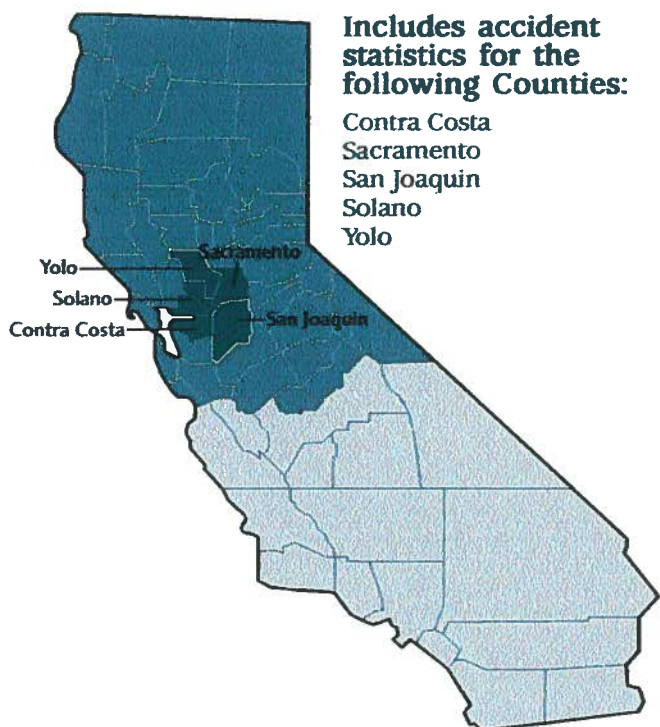 Includes accident
statistics for the
following Counties:
Contra Costa
Sacramento
San Joaquin
Solano
Yolo
Sacramento
Yolo
Solano
Contra Costa
San Joaquin